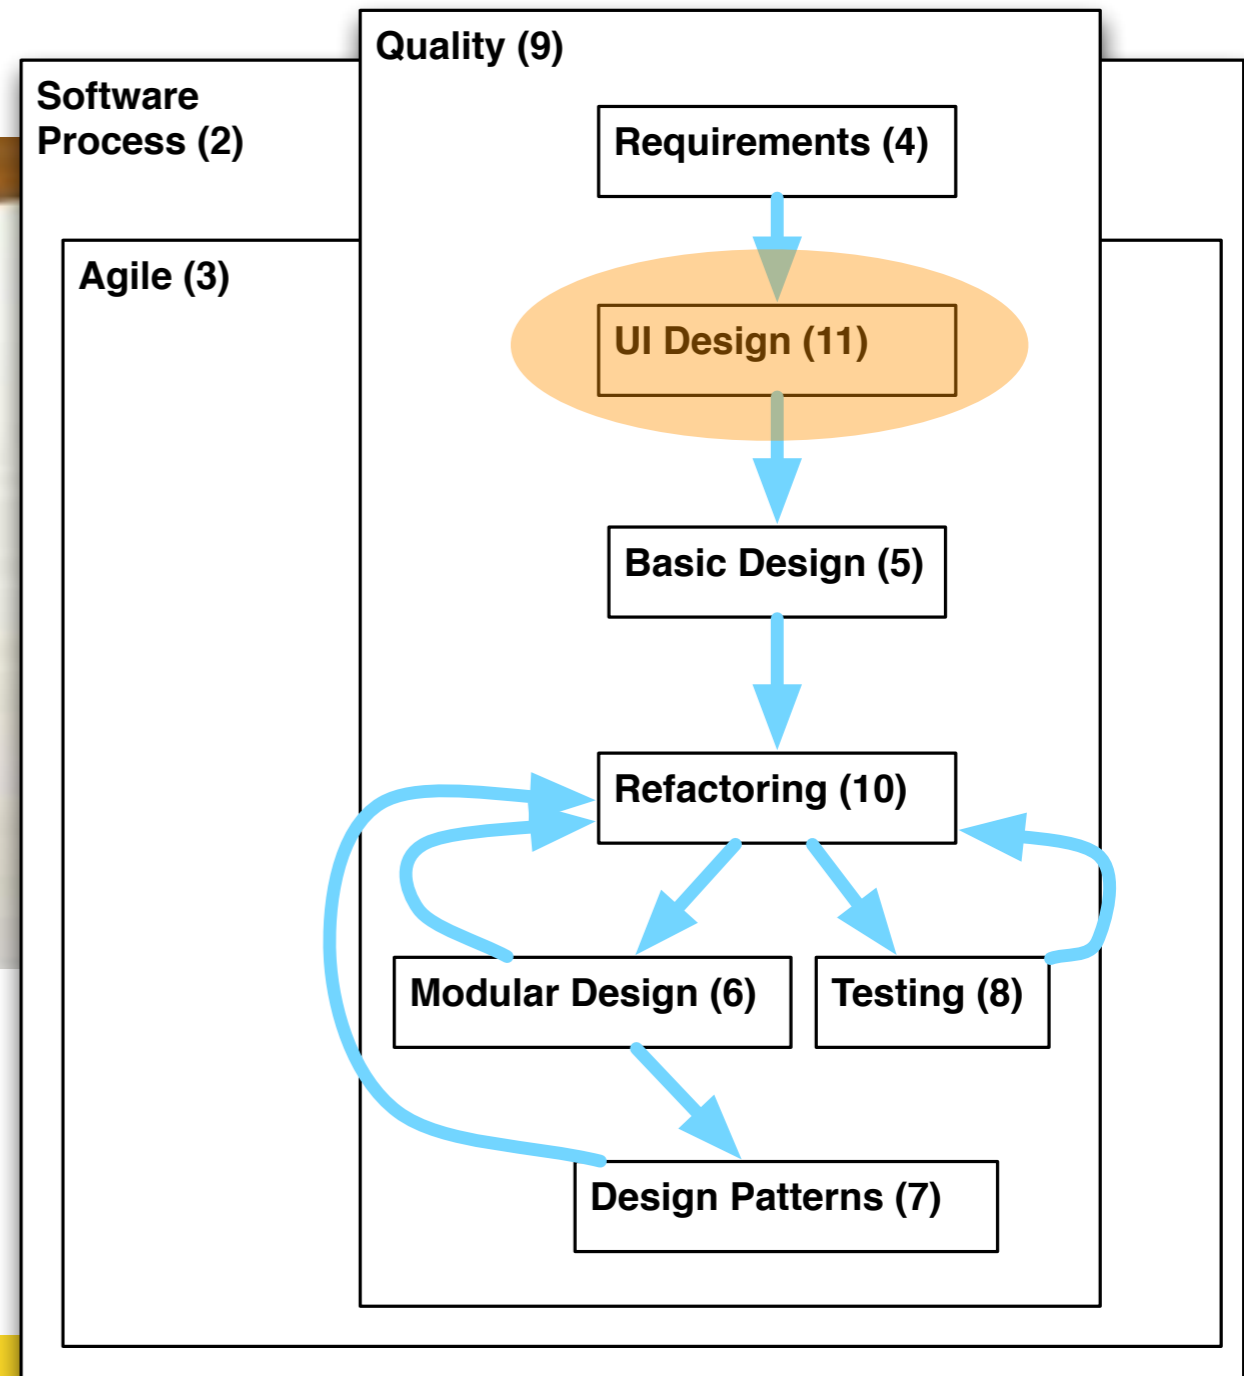 Quality (9)
Software
Process (2)
Requirements (4)
Agile (3)
UI Design (11)
Basic Design (5)
Refactoring (10)
Modular Design (6)
Testing (8)
Design Patterns (7)